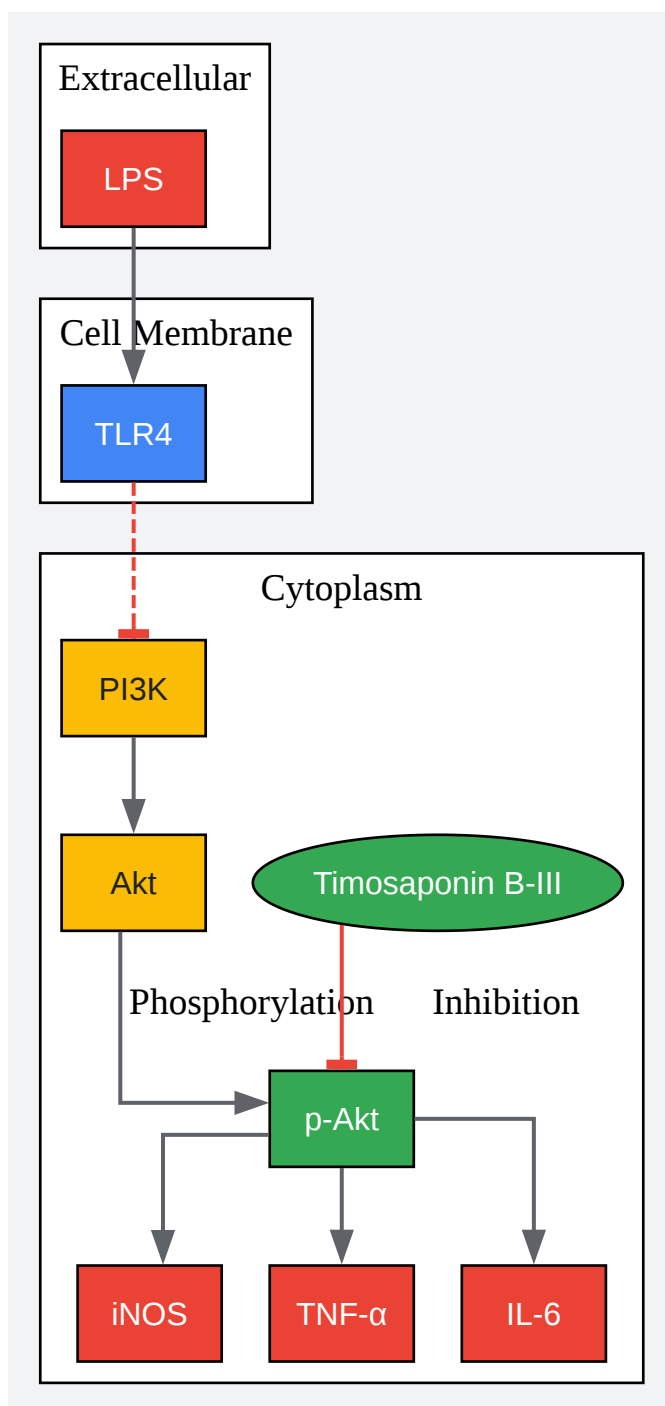 Extracellular
LPS
Cell Membrane
TLR4
Cytoplasm
PI3K
Akt
Timosaponin B-III
Phosphorylation
Inhibition
p-Akt
iNOS
TNF-α
IL-6